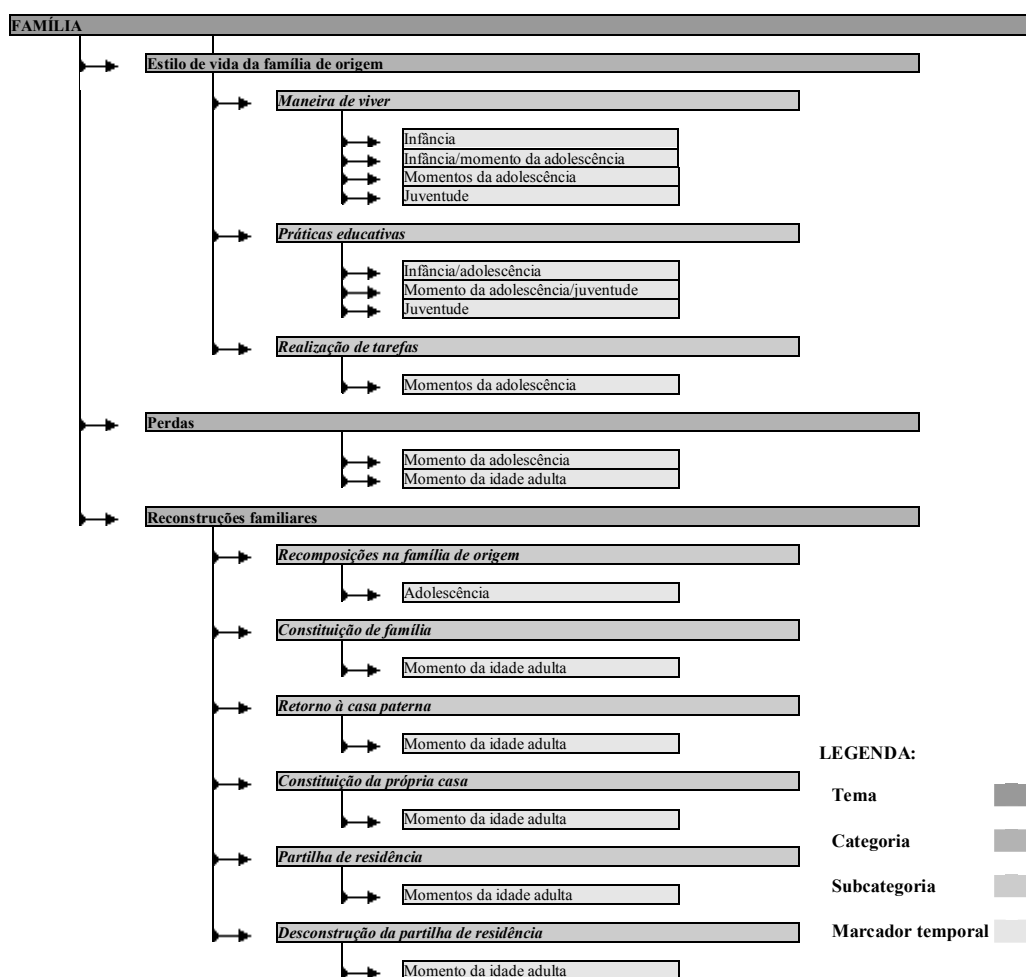 FAMÍLIA
Estilo de vida da família de origem
Maneira de viver
Infância
Infância/momento da adolescência
Momentos da adolescência
Juventude
Práticas educativas
Infância/adolescência
Momento da adolescência/juventude
Juventude
Realização de tarefas
Momentos da adolescência
Perdas
Momento da adolescência
Momento da idade adulta
Reconstruções familiares
Recomposições na família de origem
Adolescência
Constituição de família
Momento da idade adulta
Retorno à casa paterna
Momento da idade adulta
Constituição da própria casa
Momento da idade adulta
Partilha de residência
Momentos da idade adulta
Desconstrução da partilha de residência
Momento da idade adulta
LEGENDA:
Tema
Categoria
Subcategoria
Marcador temporal